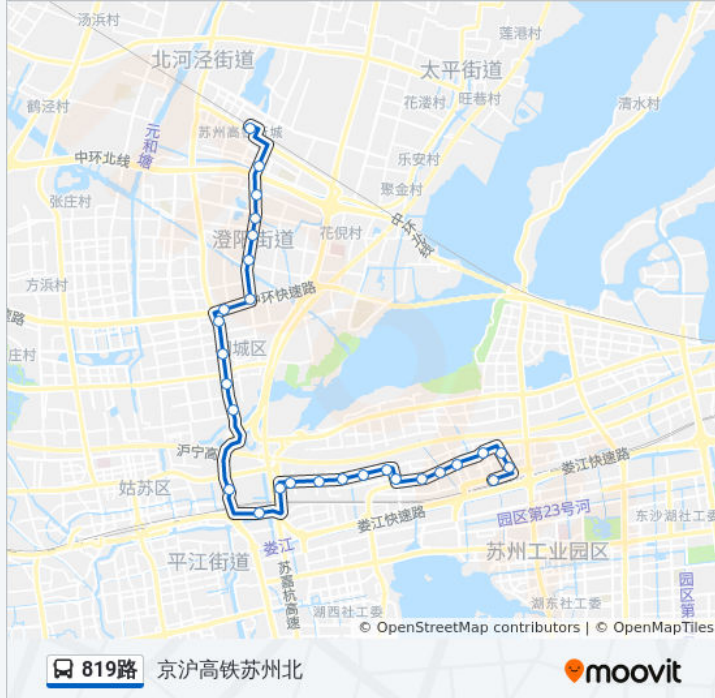 汤浜村
蓬港村
北河泾街道
太平街道
花溇村
旺巷村
清水村
鹤泾村
苏州高
城
元和塘
中环北线
乐安村
聚金村
张庄村
中环北线
澄阳街道
花倪村
方浜村
中环快速路
速路
庄村
城区
沪宁高
娄江快速路
姑苏区
园区第23号河
东沙湖社工委
娄江快速路
娄江
平江街道
苏州工业园区
苏嘉杭高速
园区第
湖西社工委
湖东社工委
© OpenStreetMap contributors | © OpenMapTiles
819路 京沪高铁苏州北
moovit